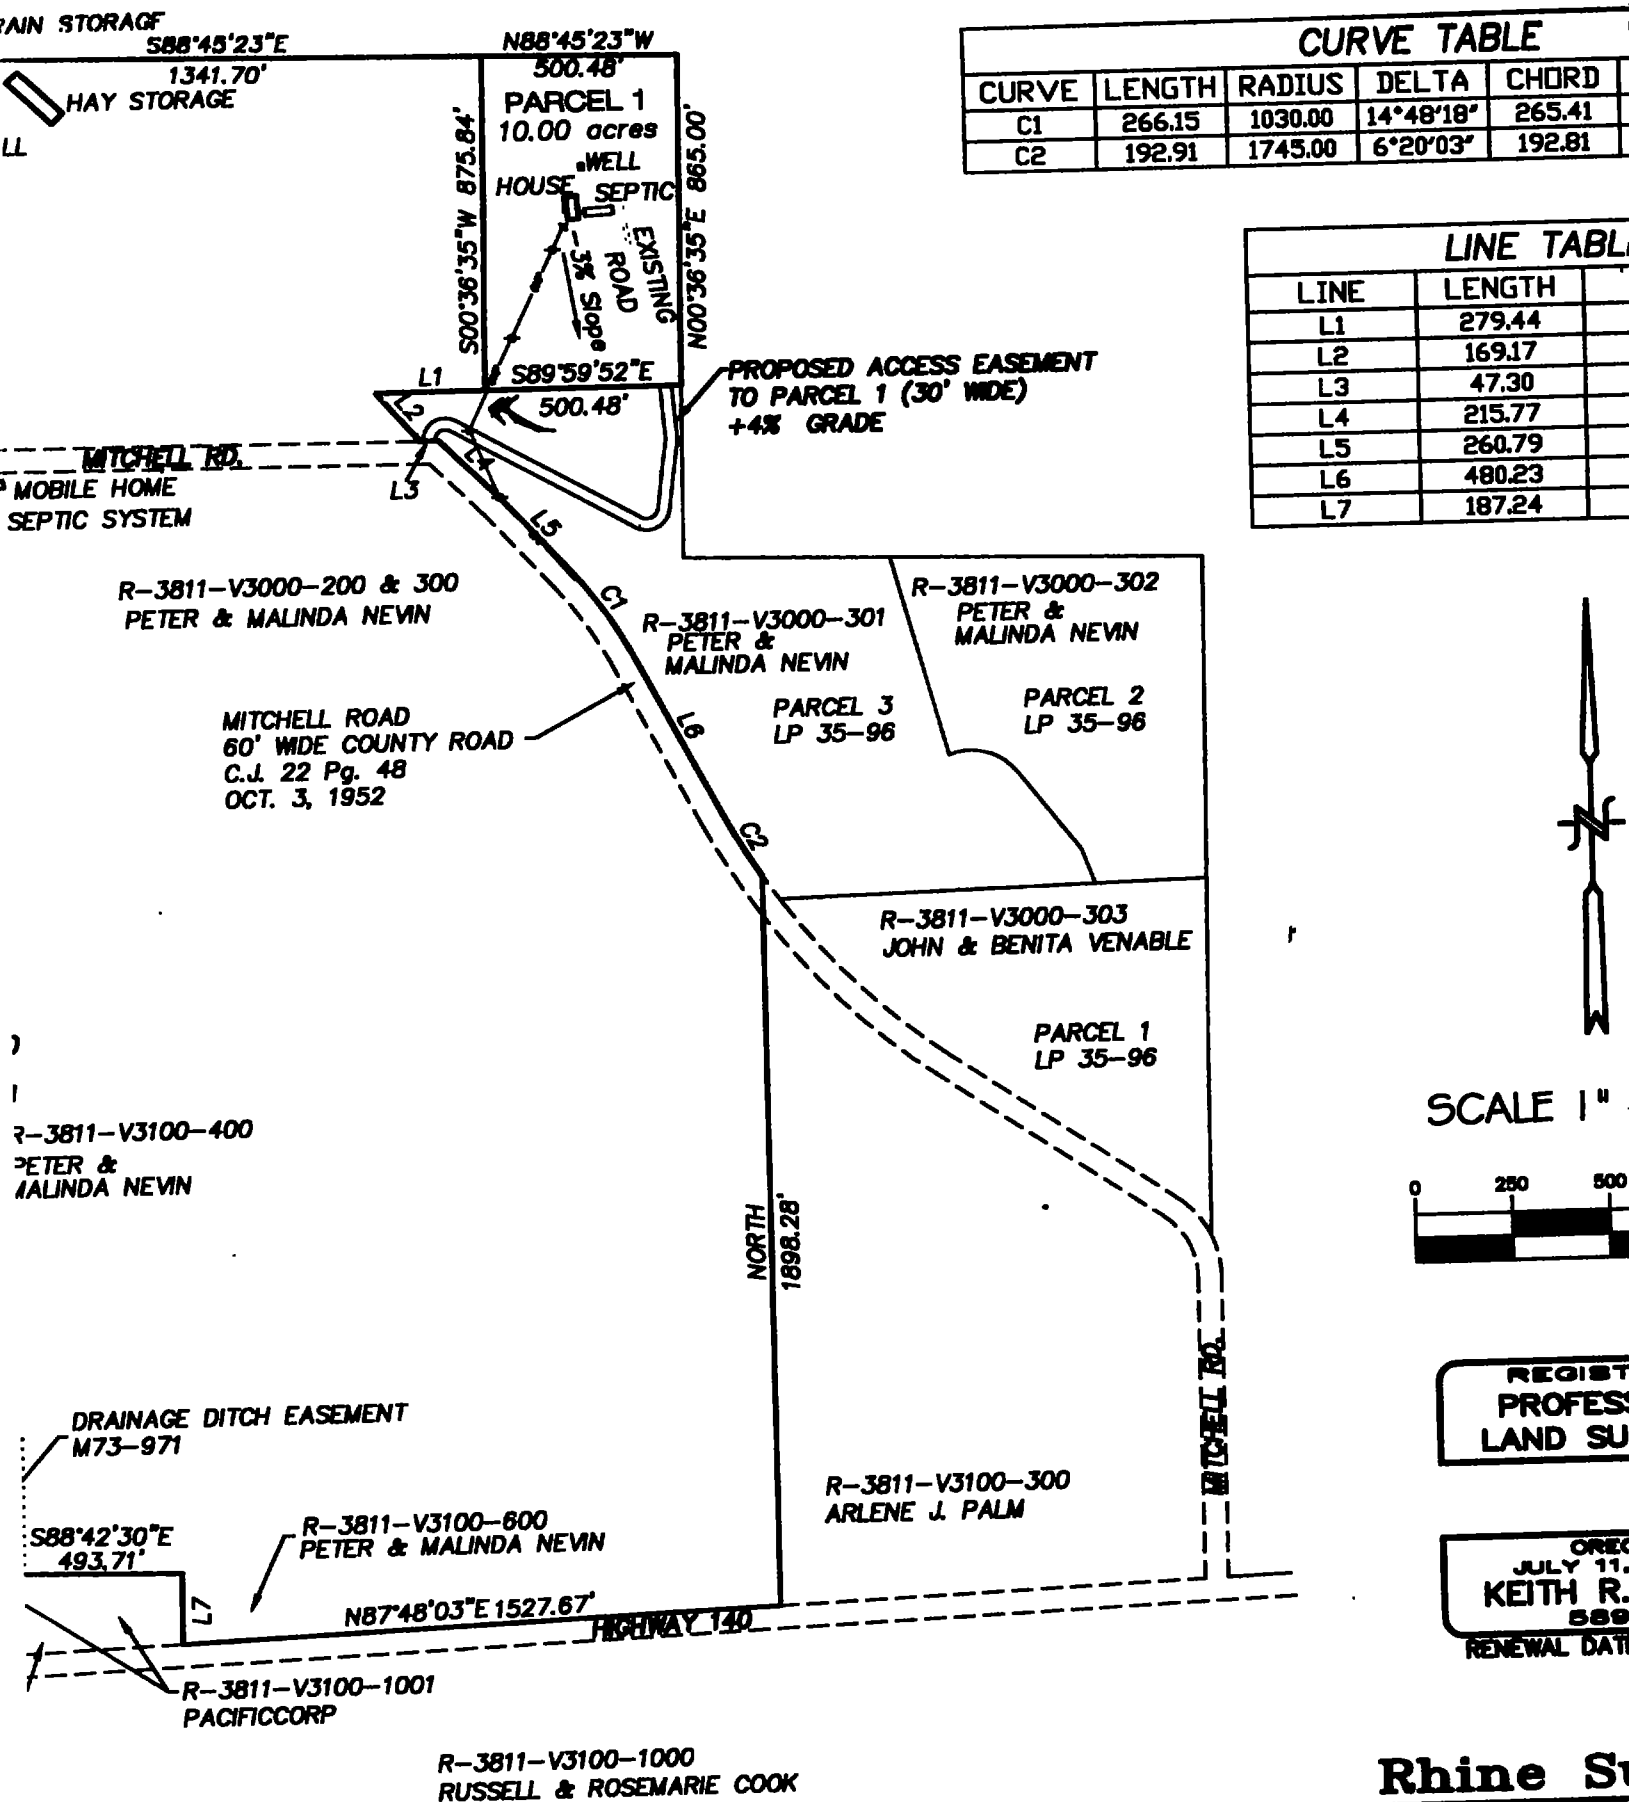 STORAGE
S88°45'23"E
1341.70'
HAY STORAGE
LL
N88°45'23"W
500.48'
PARCEL 1
10.00 acres
WELL
HOUSE
SEPTIC
EXISTING
ROAD
3% Slope
S00°36'35"W 875.84'
N00°36'35"E 865.00'
S89°59'52"E
500.48'
L1
L2
L3
L4
L5
C1
L6
C2
PROPOSED ACCESS EASEMENT
TO PARCEL 1 (30' WIDE)
+4% GRADE
CURVE TABLE
CURVE LENGTH RADIUS DELTA CHORD
C1 266.15 1030.00 14°48'18" 265.41
C2 192.91 1745.00 6°20'03" 192.81
LINE
LINE LENGTH
L1 279.44
L2 169.17
L3 47.30
L4 215.77
L5 260.79
L6 480.23
L7 187.24
MITCHELL RD.
MOBILE HOME
SEPTIC SYSTEM
R-3811-V3000-200 & 300
PETER & MALINDA NEVIN
R-3811-V3000-301
PETER &
MALINDA NEVIN
PARCEL 3
LP 35-96
R-3811-V3000-302
PETER &
MALINDA NEVIN
PARCEL 2
LP 35-96
MITCHELL ROAD
60' WIDE COUNTY ROAD
C.J. 22 Pg. 48
OCT. 3, 1952
R-3811-V3000-303
JOHN & BENITA VENABLE
PARCEL 1
LP 35-96
N
SCALE 1"
0 250 500
R-3811-V3100-400
PETER &
MALINDA NEVIN
NORTH
1898.28'
MITCHELL RD.
DRAINAGE DITCH EASEMENT
M73-971
S88°42'30"E
493.71'
L7
R-3811-V3100-600
PETER & MALINDA NEVIN
N87°48'03"E 1527.67'
HIGHWAY 140
R-3811-V3100-300
ARLENE J. PALM
R-3811-V3100-1001
PACIFICCORP
R-3811-V3100-1000
RUSSELL & ROSEMARIE COOK
LAND
JULY 11,
KEITH R.
RENEWAL
Rhine